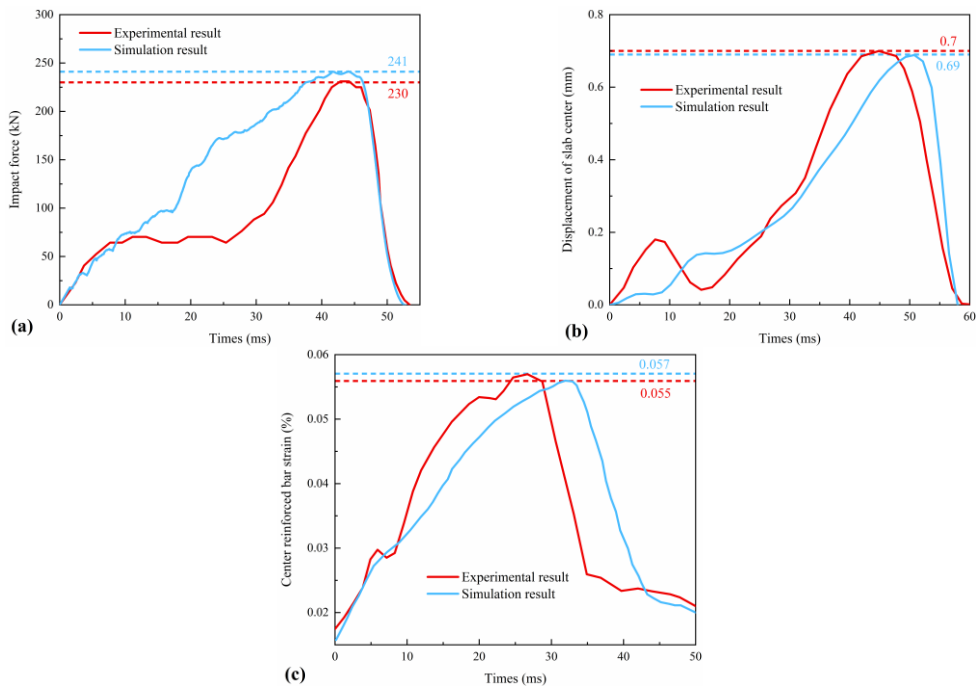 300
250
200
150
100
50
0
Impact force (kN)
Experimental result
Simulation result
241
230
0 10 20 30 40 50
Times (ms)
(a)
0.8
0.6
0.4
0.2
0.0
Displacement of slab center (mm)
0.7
0.69
Experimental result
Simulation result
0 10 20 30 40 50 60
Times (ms)
(b)
0.06
0.05
0.04
0.03
0.02
Center reinforced bar strain (%)
0.057
0.055
Experimental result
Simulation result
0 10 20 30 40 50
Times (ms)
(c)